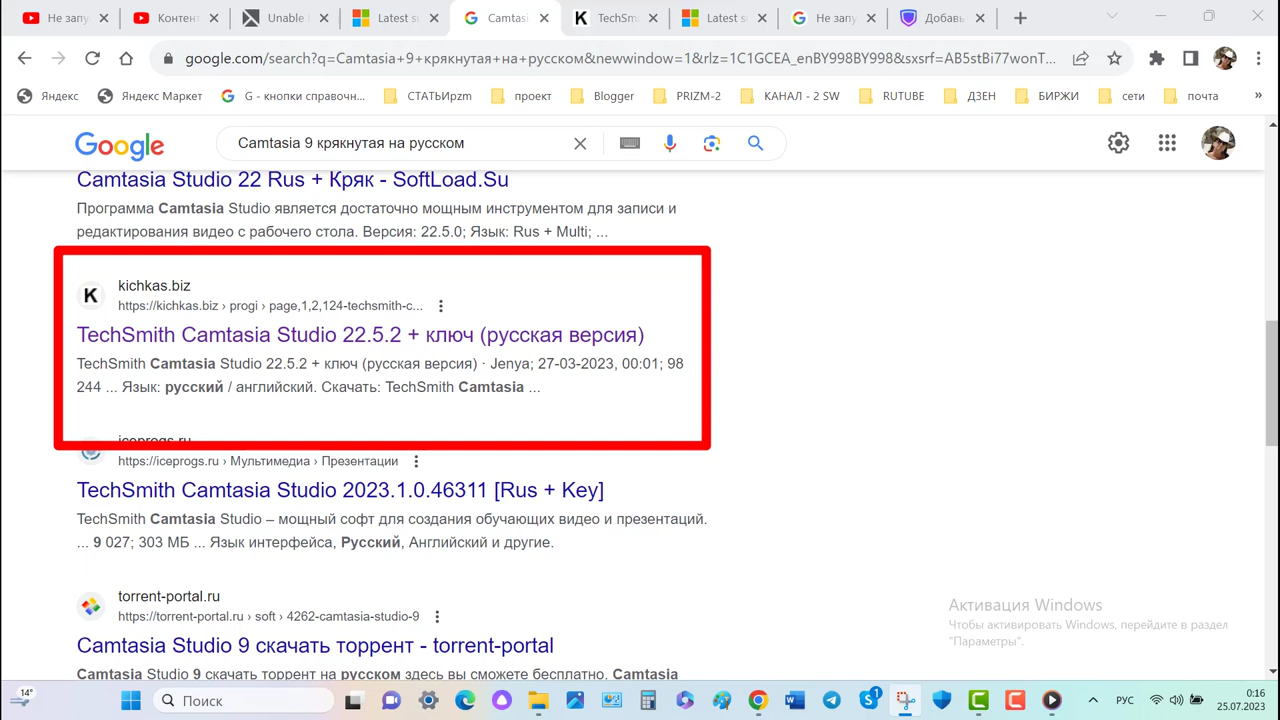 Не запу
Контент
Unable l
Latest su
Camtasi
TechSm
Latest su
Не запу
Добавь
google.com/search?q=Camtasia+9+крякнутая+на+русском&newwindow=1&rlz=1C1GCEA_enBY998BY998&sxsrf=AB5stBi77wonT...
Яндекс
Яндекс Маркет
G - кнопки справочн...
СТАТЬИpzm
проект
Blogger
PRIZM-2
КАНАЛ - 2 SW
RUTUBE
ДЗЕН
БИРЖИ
сети
почта
»
Google
Camtasia 9 крякнутая на русском
Camtasia Studio 22 Rus + Кряк - SoftLoad.Su
Программа Camtasia Studio является достаточно мощным инструментом для записи и
редактирования видео с рабочего стола. Версия: 22.5.0; Язык: Rus + Multi; ...
K
kichkas.biz
https://kichkas.biz › progi › page,1,2,124-techsmith-c...
TechSmith Camtasia Studio 22.5.2 + ключ (русская версия)
TechSmith Camtasia Studio 22.5.2 + ключ (русская версия) · Jenya; 27-03-2023, 00:01; 98
244 ... Язык: русский / английский. Скачать: TechSmith Camtasia ...
iceprogs.ru
https://iceprogs.ru › Мультимедиа › Презентации
TechSmith Camtasia Studio 2023.1.0.46311 [Rus + Key]
TechSmith Camtasia Studio – мощный софт для создания обучающих видео и презентаций.
... 9 027; 303 МБ ... Язык интерфейса, Русский, Английский и другие.
torrent-portal.ru
https://torrent-portal.ru › soft › 4262-camtasia-studio-9
Camtasia Studio 9 скачать торрент - torrent-portal
Camtasia Studio 9 скачать торрент на русском здесь вы сможете бесплатно. Camtasia
Активация Windows
Чтобы активировать Windows, перейдите в раздел
"Параметры".
14°
Поиск
1
РУС
0:16
25.07.2023